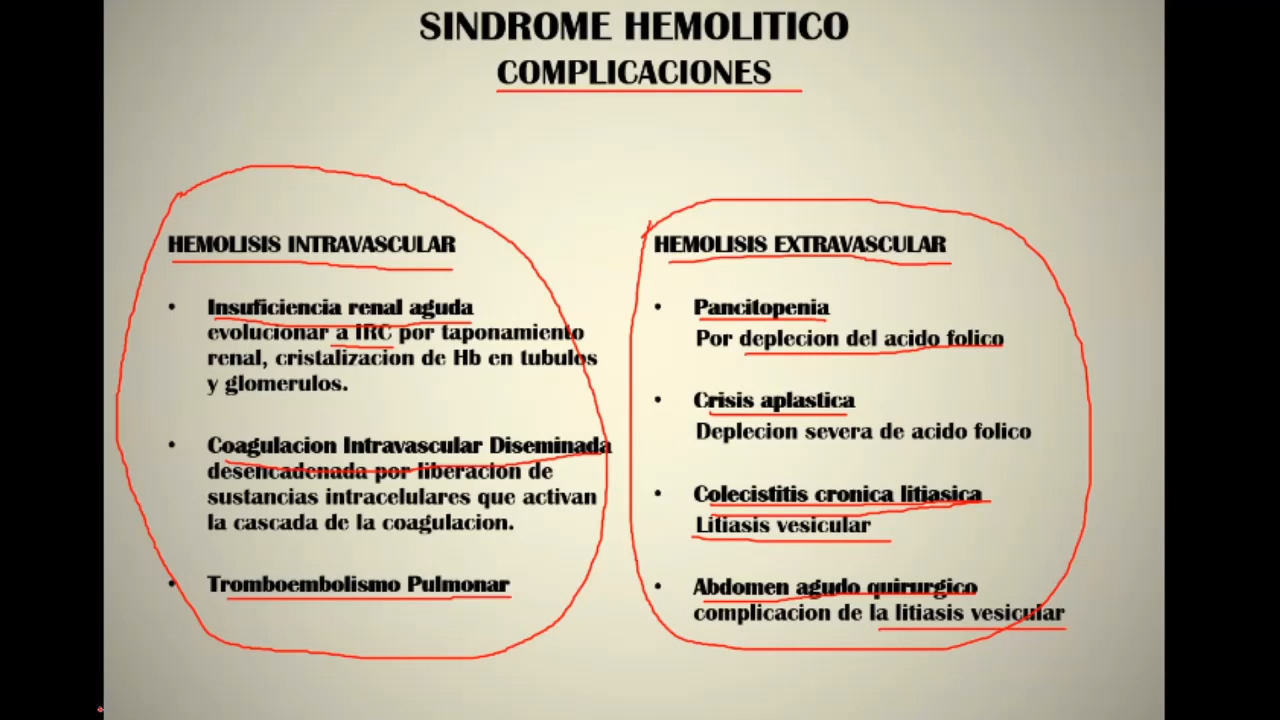 SINDROME HEMOLITICO
COMPLICACIONES
HEMOLISIS INTRAVASCULAR
• Insuficiencia renal aguda
evolucionar a IRC por taponamiento
renal, cristalizacion de Hb en tubulos
y glomerulos.
• Coagulacion Intravascular Diseminada
desencadenada por liberacion de
sustancias intracelulares que activan
la cascada de la coagulacion.
• Tromboembolismo Pulmonar
HEMOLISIS EXTRAVASCULAR
• Pancitopenia
Por deplecion del acido folico
• Crisis aplastica
Deplecion severa de acido folico
• Colecistitis cronica litiasica
Litiasis vesicular
• Abdomen agudo quirurgico
complicacion de la litiasis vesicular